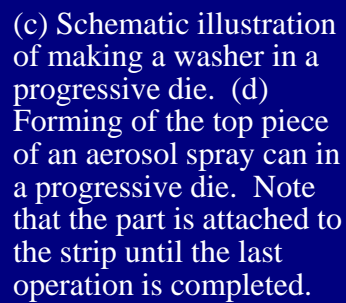 (c) Schematic illustration
of making a washer in a
progressive die.  (d)
Forming of the top piece
of an aerosol spray can in
a progressive die.  Note
that the part is attached to
the strip until the last
operation is completed.